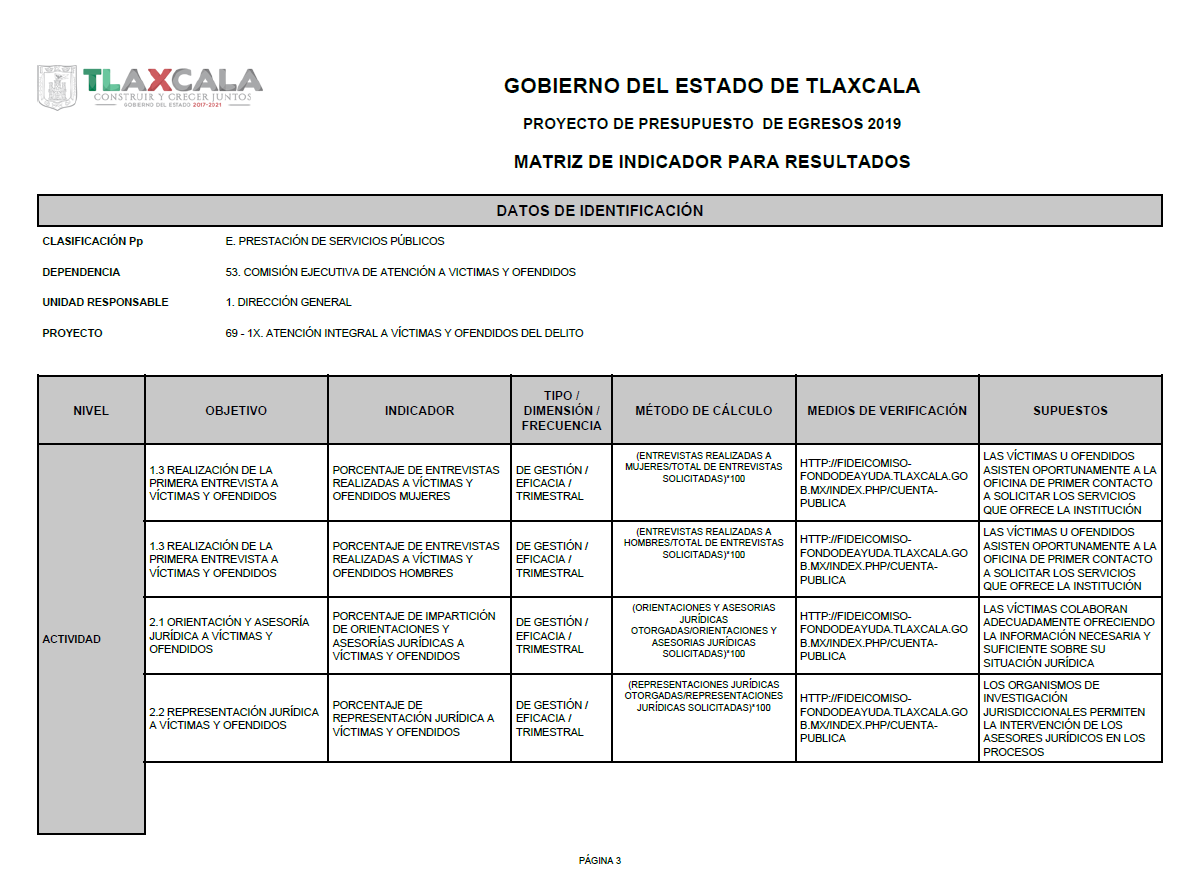 TLAXCALA
CONSTRUIR Y CRECER JUNTOS
GOBIERNO DEL ESTADO 2017-2021
GOBIERNO DEL ESTADO DE TLAXCALA
PROYECTO DE PRESUPUESTO DE EGRESOS 2019
MATRIZ DE INDICADOR PARA RESULTADOS
DATOS DE IDENTIFICACIÓN
CLASIFICACIÓN Pp E. PRESTACIÓN DE SERVICIOS PÚBLICOS
DEPENDENCIA 53. COMISIÓN EJECUTIVA DE ATENCIÓN A VICTIMAS Y OFENDIDOS
UNIDAD RESPONSABLE 1. DIRECCIÓN GENERAL
PROYECTO 69 - 1X. ATENCIÓN INTEGRAL A VÍCTIMAS Y OFENDIDOS DEL DELITO
NIVEL
OBJETIVO
INDICADOR
TIPO /
DIMENSIÓN /
FRECUENCIA
MÉTODO DE CÁLCULO
MEDIOS DE VERIFICACIÓN
SUPUESTOS
ACTIVIDAD
1.3 REALIZACIÓN DE LA
PRIMERA ENTREVISTA A
VÍCTIMAS Y OFENDIDOS
PORCENTAJE DE ENTREVISTAS
REALIZADAS A VÍCTIMAS Y
OFENDIDOS MUJERES
DE GESTIÓN /
EFICACIA /
TRIMESTRAL
(ENTREVISTAS REALIZADAS A
MUJERES/TOTAL DE ENTREVISTAS
SOLICITADAS)*100
HTTP://FIDEICOMISO-
FONDODEAYUDA.TLAXCALA.GO
B.MX/INDEX.PHP/CUENTA-
PUBLICA
LAS VÍCTIMAS U OFENDIDOS
ASISTEN OPORTUNAMENTE A LA
OFICINA DE PRIMER CONTACTO
A SOLICITAR LOS SERVICIOS
QUE OFRECE LA INSTITUCIÓN
1.3 REALIZACIÓN DE LA
PRIMERA ENTREVISTA A
VÍCTIMAS Y OFENDIDOS
PORCENTAJE DE ENTREVISTAS
REALIZADAS A VÍCTIMAS Y
OFENDIDOS HOMBRES
DE GESTIÓN /
EFICACIA /
TRIMESTRAL
(ENTREVISTAS REALIZADAS A
HOMBRES/TOTAL DE ENTREVISTAS
SOLICITADAS)*100
HTTP://FIDEICOMISO-
FONDODEAYUDA.TLAXCALA.GO
B.MX/INDEX.PHP/CUENTA-
PUBLICA
LAS VÍCTIMAS U OFENDIDOS
ASISTEN OPORTUNAMENTE A LA
OFICINA DE PRIMER CONTACTO
A SOLICITAR LOS SERVICIOS
QUE OFRECE LA INSTITUCIÓN
2.1 ORIENTACIÓN Y ASESORÍA
JURÍDICA A VÍCTIMAS Y
OFENDIDOS
PORCENTAJE DE IMPARTICIÓN
DE ORIENTACIONES Y
ASESORÍAS JURÍDICAS A
VÍCTIMAS Y OFENDIDOS
DE GESTIÓN /
EFICACIA /
TRIMESTRAL
(ORIENTACIONES Y ASESORIAS
JURÍDICAS
OTORGADAS/ORIENTACIONES Y
ASESORIAS JURÍDICAS
SOLICITADAS)*100
HTTP://FIDEICOMISO-
FONDODEAYUDA.TLAXCALA.GO
B.MX/INDEX.PHP/CUENTA-
PUBLICA
LAS VÍCTIMAS COLABORAN
ADECUADAMENTE OFRECIENDO
LA INFORMACIÓN NECESARIA Y
SUFICIENTE SOBRE SU
SITUACIÓN JURÍDICA
2.2 REPRESENTACIÓN JURÍDICA
A VÍCTIMAS Y OFENDIDOS
PORCENTAJE DE
REPRESENTACIÓN JURÍDICA A
VÍCTIMAS Y OFENDIDOS
DE GESTIÓN /
EFICACIA /
TRIMESTRAL
(REPRESENTACIONES JURÍDICAS
OTORGADAS/REPRESENTACIONES
JURÍDICAS SOLICITADAS)*100
HTTP://FIDEICOMISO-
FONDODEAYUDA.TLAXCALA.GO
B.MX/INDEX.PHP/CUENTA-
PUBLICA
LOS ORGANISMOS DE
INVESTIGACIÓN
JURISDICCIONALES PERMITEN
LA INTERVENCIÓN DE LOS
ASESORES JURÍDICOS EN LOS
PROCESOS
PÁGINA 3